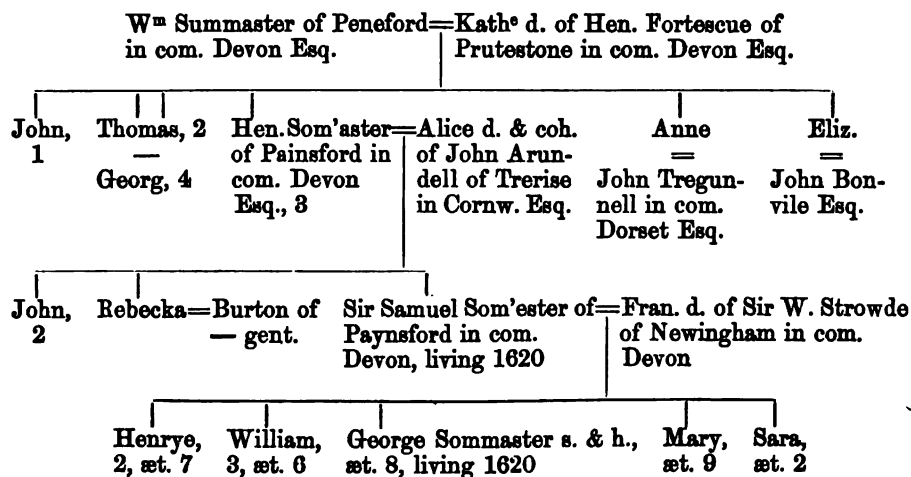 Wᵐ Summaster of Peneford=Kathᵉ d. of Hen. Fortescue of
in com. Devon Esq. Prutestone in com. Devon Esq.
John,
1
Thomas, 2
—
Georg, 4
Hen. Som'aster=Alice d. & coh.
of Painsford in of John Arun-
com. Devon dell of Trerise
Esq., 3 in Cornw. Esq.
Anne
=
John Tregun-
nell in com.
Dorset Esq.
Eliz.
=
John Bon-
vile Esq.
John,
2
Rebecka=Burton of
— gent.
Sir Samuel Som'ester of=Fran. d. of Sir W. Strowde
Paynsford in com. of Newingham in com.
Devon, living 1620 Devon
Henrye,
2, æt. 7
William,
3, æt. 6
George Sommaster s. & h.,
æt. 8, living 1620
Mary,
æt. 9
Sara,
æt. 2